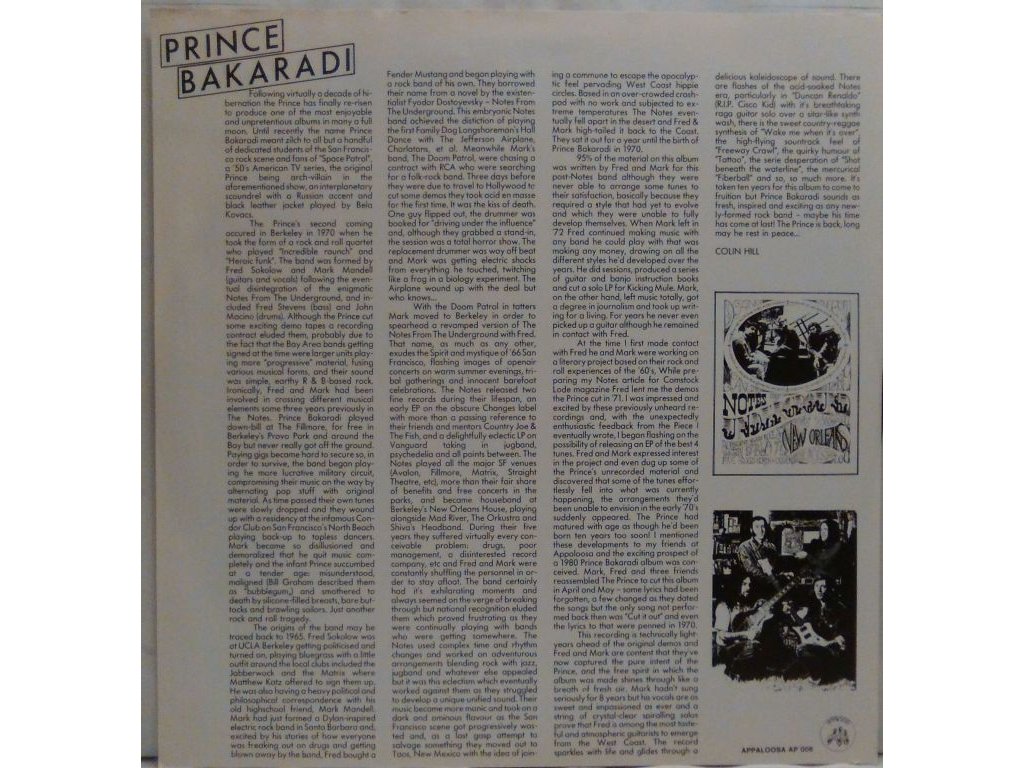 PRINCE
BAKARADI
Following virtually a decade of hi-
bernation the Prince has finally re-risen
to produce one of the most enjoyable
and unpretentious albums in many a full
moon. Until recently the name Prince
Bakaradi meant zilch to all but a handful
of dedicated students of the San Francis-
co rock scene and fans of "Space Patrol",
a '50's American TV series, the original
Prince being arch-villain in the
aforementioned show, an interplanetary
scoundrel with a Russian accent and
black leather jacket played by Bela
Kovacs.
The Prince's second coming
occured in Berkeley in 1970 when he
took the form of a rock and roll quartet
who played "Incredible raunch" and
"Heroic funk". The band was formed by
Fred Sokolow and Mark Mandell
(guitars and vocals) following the even-
tual disintegration of the enigmatic
Notes From The Underground, and in-
cluded Fred Stevens (bass) and John
Macino (drums). Although the Prince cut
some exciting demo tapes a recording
contract eluded them, probably due to
the fact that the Bay Area bands getting
signed at the time were larger units play-
ing more "progressive" material, fusing
various musical forms, and their sound
was simple, earthy R & B-based rock.
Ironically, Fred and Mark had been
involved in crossing different musical
elements some three years previously in
The Notes. Prince Bakaradi played
down-bill at The Fillmore, for free in
Berkeley's Provo Park and around the
Bay but never really got off the ground.
Paying gigs became hard to secure so, in
order to survive, the band began play-
ing he more lucrative military circuit,
compromising their music on the way by
alternating pop stuff with original
material. As time passed their own tunes
were slowly dropped and they wound
up with a residency at the infamous Con-
dor Club on San Francisco's North Beach
playing back-up to topless dancers.
Mark became so disillusioned and
demoralized that he quit music com-
pletely and the infant Prince succumbed
at a tender age: misunderstood,
maligned (Bill Graham described them
as "bubblegum,) and smothered to
death by silicone-filled breasts, bare but-
tocks and brawling sailors. Just another
rock and roll tragedy.
The origins of the band may be
traced back to 1965. Fred Sokolow was
at UCLA Berkeley getting politicised and
turned on, playing bluegrass with a little
outfit around the local clubs included the
Jabberwock and the Matrix where
Matthew Katz offered to sign them up.
He was also having a heavy political and
philosophical correspondence with his
old highschool friend, Mark Mandell.
Mark had just formed a Dylan-inspired
electric rock band in Santa Barbara and,
excited by his stories of how everyone
was freaking out on drugs and getting
blown away by the band, Fred bought a
Fender Mustang and began playing with
a rock band of his own. They borrowed
their name from a novel by the existen-
tialist Fyodor Dostoyevsky – Notes From
The Underground. This embryonic Notes
band achieved the distiction of playing
the first Family Dog Longshoremen's Hall
Dance with The Jefferson Airplane,
Charlatans, et al. Meanwhile Mark's
band, The Doom Patrol, were chasing a
contract with RCA who were searching
for a folk-rock band. Three days before
they were due to travel to Hollywood to
cut some demos they took acid en masse
for the first time. It was the kiss of death.
One guy flipped out, the drummer was
booked for "driving under the influence"
and, although they grabbed a stand-in,
the session was a total horror show. The
replacement drummer was way off beat
and Mark was getting electric shocks
from everything he touched, twitching
like a frog in a biology experiment. The
Airplane wound up with the deal but
who knows...
With the Doom Patrol in tatters
Mark moved to Berkeley in order to
spearhead a revamped version of The
Notes From The Underground with Fred.
That name, as much as any other,
exudes the Spirit and mystique of '66 San
Francisco, flashing images of openair
concerts on warm summer evenings, tri-
bal gatherings and innocent barefoot
celebrations. The Notes released two
fine records during their lifespan, an
early EP on the obscure Changes label
with more than a passing reference to
their friends and mentors Country Joe &
The Fish, and a delightfully eclectic LP on
Vanguard taking in jugband,
psychedelia and all points between. The
Notes played all the major SF venues
(Avalon, Fillmore, Matrix, Straight
Theatre, etc), more than their fair share
of benefits and free concerts in the
parks, and became houseband at
Berkeley's New Orleans House, playing
alongside Mad River, The Orkustra and
Shiva's Headband. During their five
years they suffered virtually every con-
ceivable problem: drugs, poor
management, a disinterested record
company, etc and Fred and Mark were
constantly shuffling the personnel in or-
der to stay afloat. The band certainly
had it's exhilarating moments and
always seemed on the verge of breaking
through but national recognition eluded
them which proved frustrating as they
were continually playing with bands
who were getting somewhere. The
Notes used complex time and rhythm
changes and worked on adventurous
arrangements blending rock with jazz,
jugband and whatever else appealed
but it was this eclectism which eventually
worked against them as they struggled
to develop a unique unified sound. Their
music became more manic and took on a
dark and ominous flavour as the San
Francisco scene got progressively was-
ted and, as a last gasp attempt to
salvage something they moved out to
Taos, New Mexico with the idea of join-
ing a commune to escape the apocalyp-
tic feel pervading West Coast hippie
circles. Based in an over-crowded crash-
pad with no work and subjected to ex-
treme temperatures The Notes even-
tually fell apart in the desert and Fred &
Mark high-tailed it back to the Coast.
They sat it out for a year until the birth of
Prince Bakaradi in 1970.
95% of the material on this album
was written by Fred and Mark for this
post-Notes band although they were
never able to arrange some tunes to
their satisfaction, basically because they
required a style that had yet to evolve
and which they were unable to fully
develop themselves. When Mark left in
'72 Fred continued making music with
any band he could play with that was
making any money, drawing on all the
different styles he'd developed over the
years. He did sessions, produced a series
of guitar and banjo instruction books
and cut a solo LP for Kicking Mule. Mark,
on the other hand, left music totally, got
a degree in journalism and took up writ-
ing for a living. For years he never even
picked up a guitar although he remained
in contact with Fred.
At the time I first made contact
with Fred he and Mark were working on
a literary project based on their rock and
roll experiences of the '60's, While pre-
paring my Notes article for Comstock
Lode magazine Fred lent me the demos
the Prince cut in '71. I was impressed and
excited by these previously unheard re-
cordings and, with the unexpectedly
enthusiastic feedback from the Piece I
eventually wrote, I began flashing on the
possibility of releasing an EP of the best 4
tunes. Fred and Mark expressed interest
in the project and even dug up some of
the Prince's unrecorded material and
discovered that some of the tunes effor-
tlessly fell into what was currently
happening, the arrangements they'd
been unable to envision in the early '70's
suddenly appeared. The Prince had
matured with age as though he'd been
born ten years too soon! I mentioned
these developments to my friends at
Appaloosa and the exciting prospect of
a 1980 Prince Bakaradi album was con-
ceived. Mark, Fred and three friends
reassembled The Prince to cut this album
in April and May – some lyrics had been
forgotten, a few changed as they dated
the songs but the only song not perfor-
med back then was "Cut it out" and even
the lyrics to that were penned in 1970.
This recording is technically light-
years ahead of the original demos and
Fred and Mark are content that they've
now captured the pure intent of the
Prince, and the free spirit in which the
album was made shines through like a
breath of fresh air. Mark hadn't sung
seriously for 8 years but his vocals are as
sweet and impassioned as ever and a
string of crystal-clear spiralling solos
prove that Fred is among the most taste-
ful and atmospheric guitarists to emerge
from the West Coast. The record
sparkles with life and glides through a
delicious kaleidoscope of sound. There
are flashes of the acid-soaked Notes
era, particularly in "Duncan Renaldo"
(R.I.P. Cisco Kid) with it's breathtaking
raga guitar solo over a sitar-like synth
wash, there is the sweet country-reggae
synthesis of "Wake me when it's over",
the high-flying sountrack feel of
"Freeway Crawl", the quirky humour of
"Tattoo", the serie desperation of "Shot
beneath the waterline", the mercurical
"Fiberball" and so, so much more. It's
taken ten years for this album to come to
fruition but Prince Bakaradi sounds as
fresh, inspired and exciting as any new-
ly-formed rock band – maybe his time
has come at last! The Prince is back, long
may he rest in peace...
COLIN HILL
NOTES
NEW ORLEANS
APPALOOSA AP 008